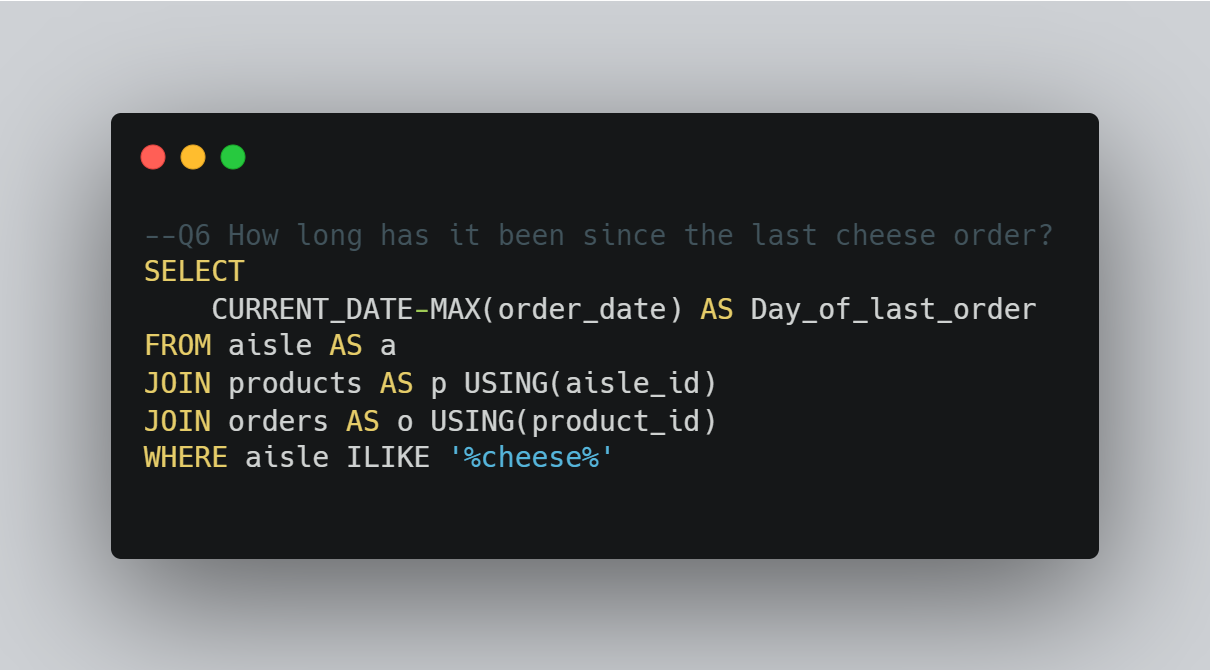 --Q6 How long has it been since the last cheese order?
SELECT
    CURRENT_DATE-MAX(order_date) AS Day_of_last_order
FROM aisle AS a
JOIN products AS p USING(aisle_id)
JOIN orders AS o USING(product_id)
WHERE aisle ILIKE '%cheese%'